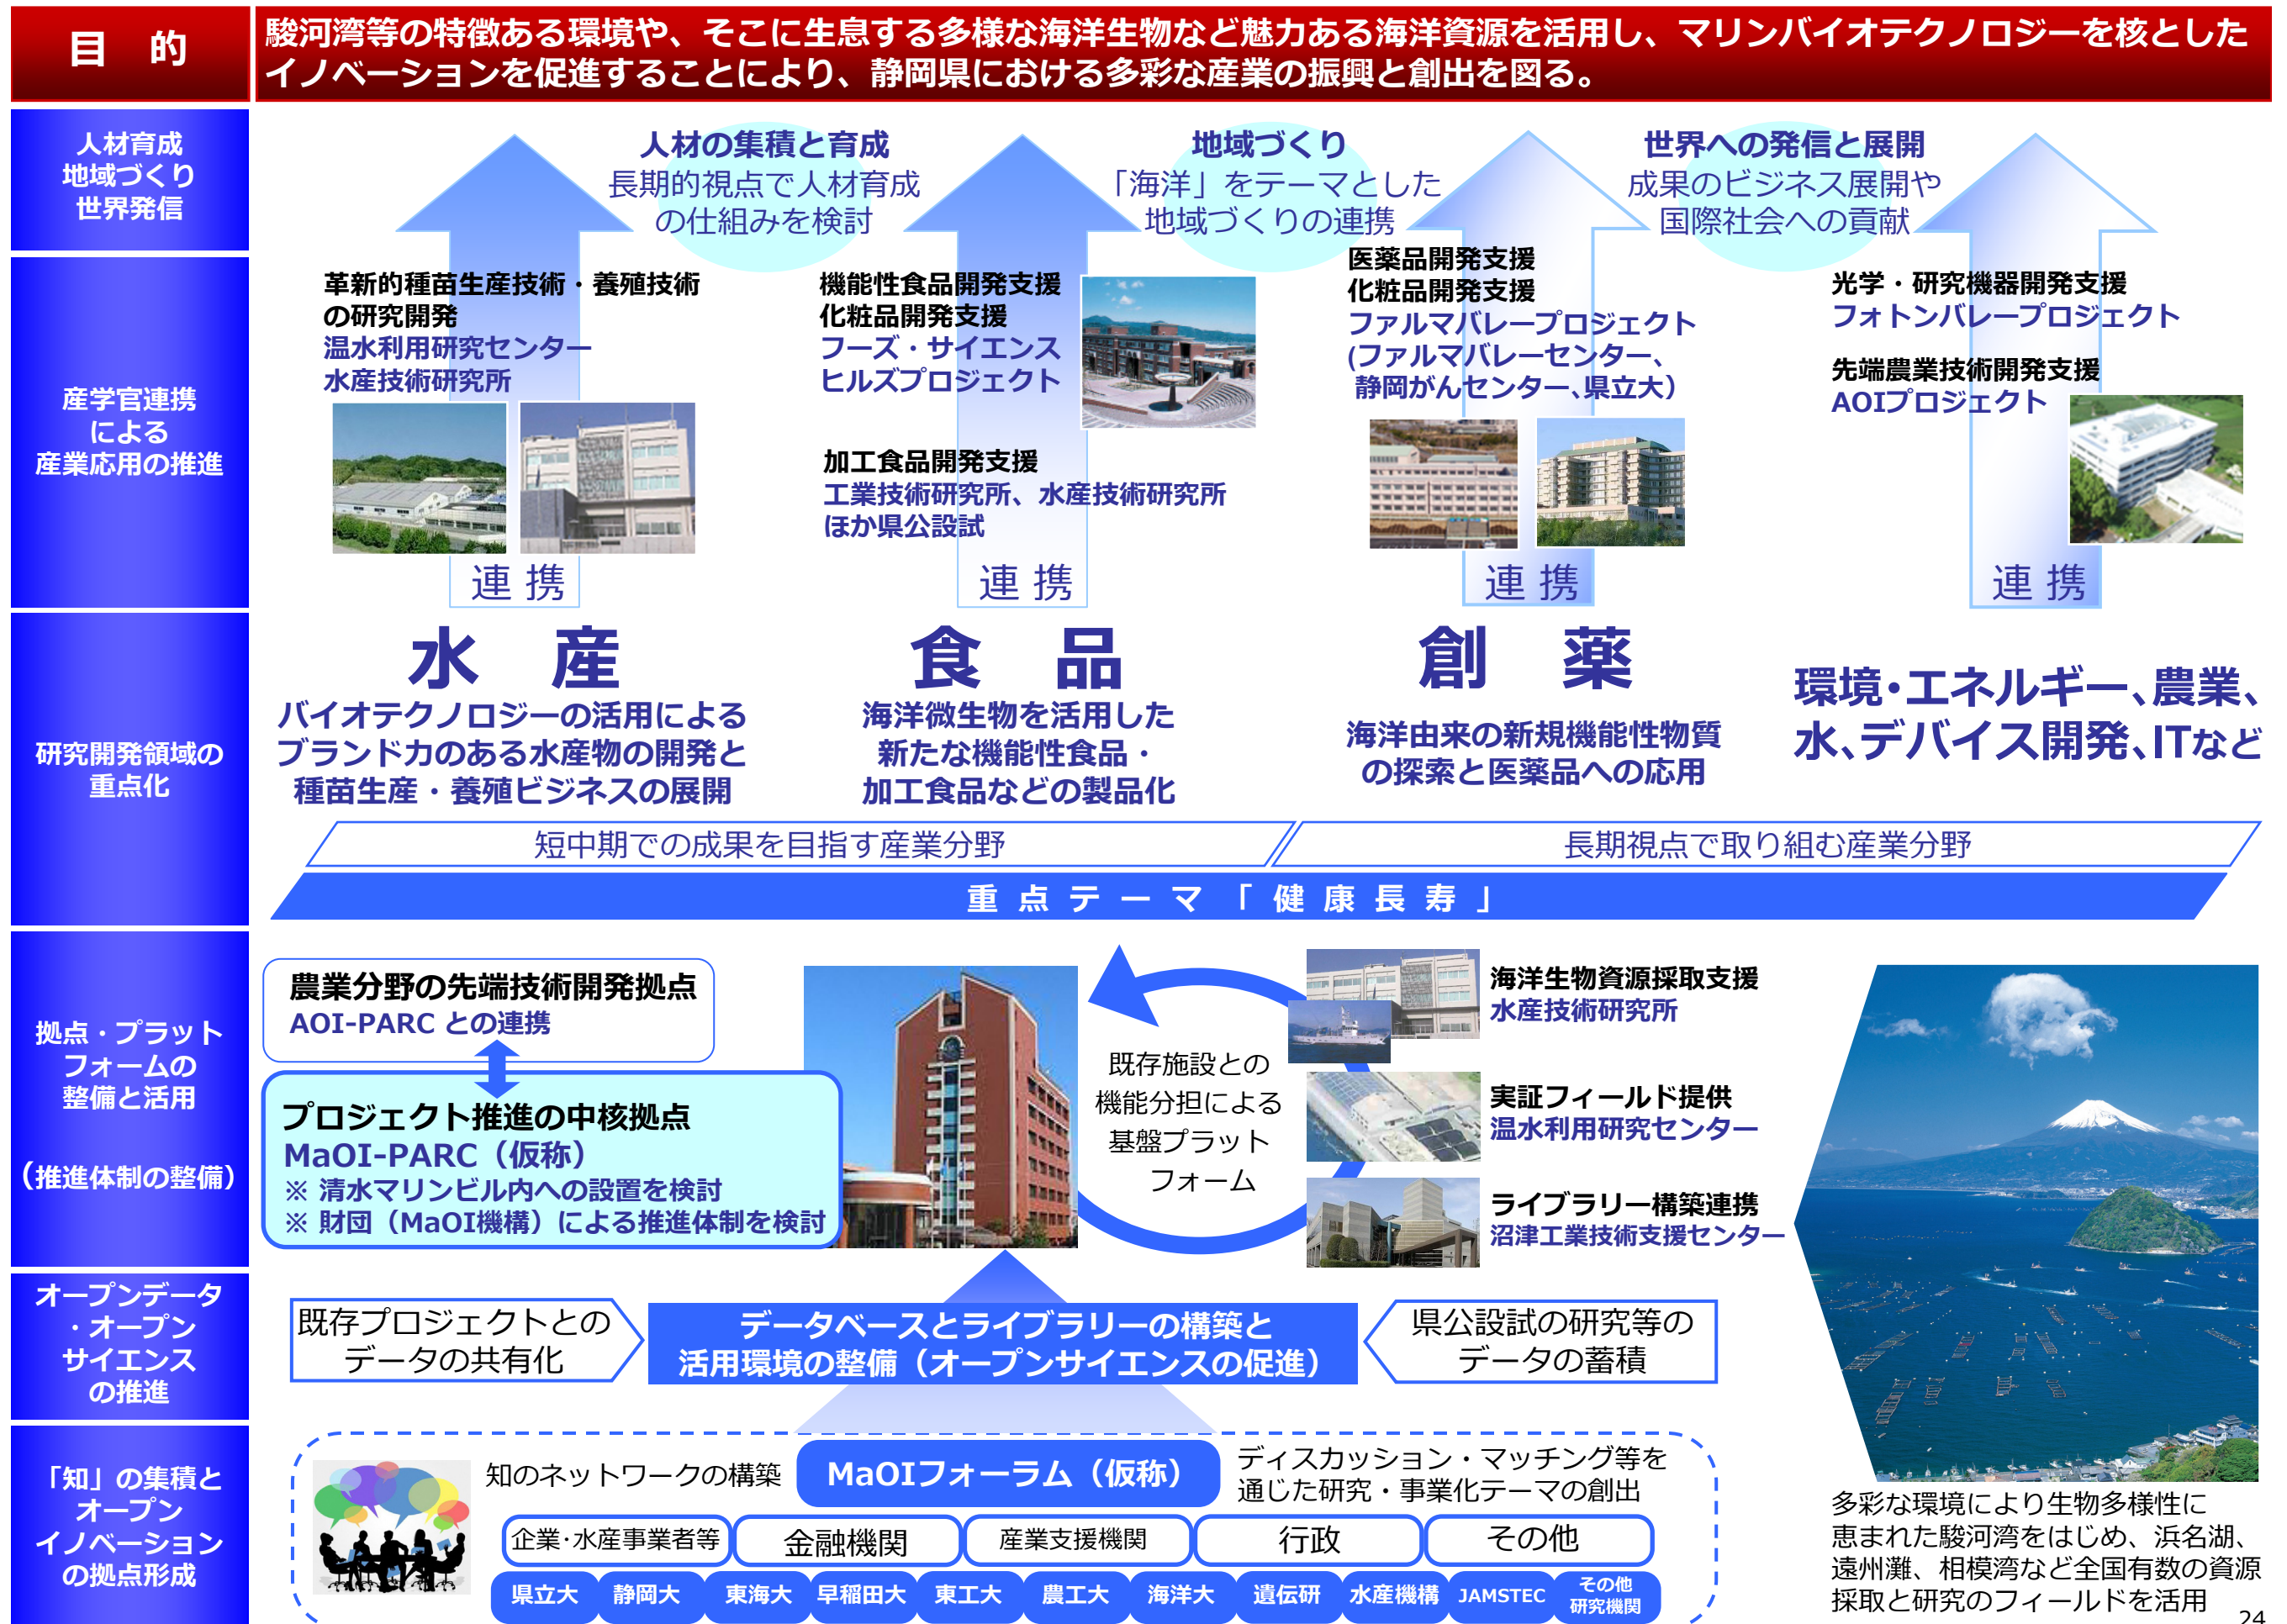 目 的
駿河湾等の特徴ある環境や、そこに生息する多様な海洋生物など魅力ある海洋資源を活用し、マリンバイオテクノロジーを核とした
イノベーションを促進することにより、静岡県における多彩な産業の振興と創出を図る。
人材育成
地域づくり
世界発信
人材の集積と育成
長期的視点で人材育成
の仕組みを検討
地域づくり
「海洋」をテーマとした
地域づくりの連携
世界への発信と展開
成果のビジネス展開や
国際社会への貢献
産学官連携
による
産業応用の推進
革新的種苗生産技術・養殖技術
の研究開発
温水利用研究センター
水産技術研究所
連 携
機能性食品開発支援
化粧品開発支援
フーズ・サイエンス
ヒルズプロジェクト
加工食品開発支援
工業技術研究所、水産技術研究所
ほか県公設試
連 携
医薬品開発支援
化粧品開発支援
ファルマバレープロジェクト
(ファルマバレーセンター、
静岡がんセンター、県立大)
連 携
光学・研究機器開発支援
フォトンバレープロジェクト
先端農業技術開発支援
AOIプロジェクト
連 携
研究開発領域の
重点化
水 産
バイオテクノロジーの活用による
ブランド力のある水産物の開発と
種苗生産・養殖ビジネスの展開
食 品
海洋微生物を活用した
新たな機能性食品・
加工食品などの製品化
創 薬
海洋由来の新規機能性物質
の探索と医薬品への応用
環境・エネルギー、農業、
水、デバイス開発、ITなど
短中期での成果を目指す産業分野
長期視点で取り組む産業分野
重点テーマ「健康長寿」
拠点・プラット
フォームの
整備と活用
(推進体制の整備)
農業分野の先端技術開発拠点
AOI-PARC との連携
プロジェクト推進の中核拠点
MaOI-PARC(仮称)
※ 清水マリンビル内への設置を検討
※ 財団(MaOI機構)による推進体制を検討
既存施設との
機能分担による
基盤プラット
フォーム
海洋生物資源採取支援
水産技術研究所
実証フィールド提供
温水利用研究センター
ライブラリー構築連携
沼津工業技術支援センター
オープンデータ
・オープン
サイエンス
の推進
既存プロジェクトとの
データの共有化
データベースとライブラリーの構築と
活用環境の整備(オープンサイエンスの促進)
県公設試の研究等の
データの蓄積
「知」の集積と
オープン
イノベーション
の拠点形成
知のネットワークの構築
MaOIフォーラム(仮称)
ディスカッション・マッチング等を
通じた研究・事業化テーマの創出
企業・水産事業者等
金融機関
産業支援機関
行政
その他
県立大
静岡大
東海大
早稲田大
東工大
農工大
海洋大
遺伝研
水産機構
JAMSTEC
その他
研究機関
多彩な環境により生物多様性に
恵まれた駿河湾をはじめ、浜名湖、
遠州灘、相模湾など全国有数の資源
採取と研究のフィールドを活用
24